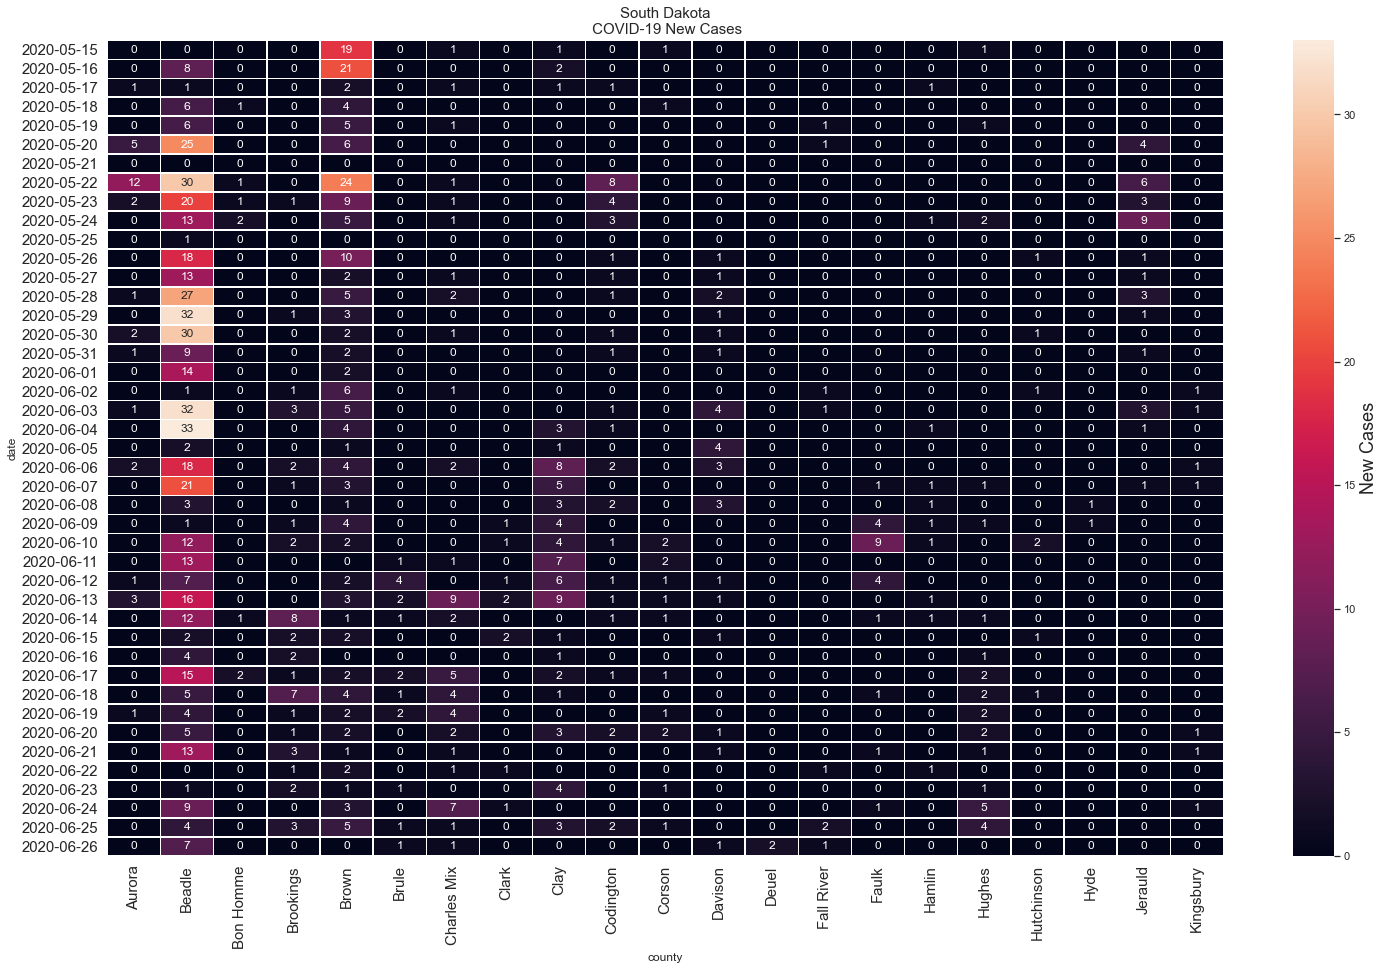 South Dakota
COVID-19 New Cases
2020-05-15 0 0 0 0 19 0 1 0 1 0 1 0 0 0 0 0 1 0 0 0 0
2020-05-16 0 8 0 0 21 0 0 0 2 0 0 0 0 0 0 0 0 0 0 0 0
2020-05-17 1 1 0 0 2 0 1 0 1 1 0 0 0 0 0 1 0 0 0 0 0
2020-05-18 0 6 1 0 4 0 0 0 0 0 1 0 0 0 0 0 0 0 0 0 0
2020-05-19 0 6 0 0 5 0 1 0 0 0 0 0 0 1 0 0 1 0 0 0 0
2020-05-20 5 25 0 0 6 0 0 0 0 0 0 0 0 1 0 0 0 0 0 4 0
2020-05-21 0 0 0 0 0 0 0 0 0 0 0 0 0 0 0 0 0 0 0 0 0
2020-05-22 12 30 1 0 24 0 1 0 0 8 0 0 0 0 0 0 0 0 0 6 0
2020-05-23 2 20 1 1 9 0 1 0 0 4 0 0 0 0 0 0 0 0 0 3 0
2020-05-24 0 13 2 0 5 0 1 0 0 3 0 0 0 0 0 1 2 0 0 9 0
2020-05-25 0 1 0 0 0 0 0 0 0 0 0 0 0 0 0 0 0 0 0 0 0
2020-05-26 0 18 0 0 10 0 0 0 0 1 0 1 0 0 0 0 0 1 0 1 0
2020-05-27 0 13 0 0 2 0 1 0 0 1 0 1 0 0 0 0 0 0 0 1 0
2020-05-28 1 27 0 0 5 0 2 0 0 1 0 2 0 0 0 0 0 0 0 3 0
2020-05-29 0 32 0 1 3 0 0 0 0 0 0 1 0 0 0 0 0 0 0 1 0
2020-05-30 2 30 0 0 2 0 1 0 0 1 0 1 0 0 0 0 0 1 0 0 0
2020-05-31 1 9 0 0 2 0 0 0 0 1 0 1 0 0 0 0 0 0 0 1 0
2020-06-01 0 14 0 0 2 0 0 0 0 0 0 0 0 0 0 0 0 0 0 0 0
2020-06-02 0 1 0 1 6 0 1 0 0 0 0 0 0 1 0 0 0 1 0 0 1
2020-06-03 1 32 0 3 5 0 0 0 0 1 0 4 0 1 0 0 0 0 0 3 1
2020-06-04 0 33 0 0 4 0 0 0 3 1 0 0 0 0 0 1 0 0 0 1 0
2020-06-05 0 2 0 0 1 0 0 0 1 0 0 4 0 0 0 0 0 0 0 0 0
2020-06-06 2 18 0 2 4 0 2 0 8 2 0 3 0 0 0 0 0 0 0 0 1
2020-06-07 0 21 0 1 3 0 0 0 5 0 0 0 0 0 1 1 1 0 0 1 1
2020-06-08 0 3 0 0 1 0 0 0 3 2 0 3 0 0 0 1 0 0 1 0 0
2020-06-09 0 1 0 1 4 0 0 1 4 0 0 0 0 0 4 1 1 0 1 0 0
2020-06-10 0 12 0 2 2 0 0 1 4 1 2 0 0 0 9 1 0 2 0 0 0
2020-06-11 0 13 0 0 0 1 1 0 7 0 2 0 0 0 0 0 0 0 0 0 0
2020-06-12 1 7 0 0 2 4 0 1 6 1 1 1 0 0 4 0 0 0 0 0 0
2020-06-13 3 16 0 0 3 2 9 2 9 1 1 1 0 0 0 1 0 0 0 0 0
2020-06-14 0 12 1 8 1 1 2 0 0 1 1 0 0 0 1 1 1 0 0 0 0
2020-06-15 0 2 0 2 2 0 0 2 1 0 0 1 0 0 0 0 0 1 0 0 0
2020-06-16 0 4 0 2 0 0 0 0 1 0 0 0 0 0 0 0 1 0 0 0 0
2020-06-17 0 15 2 1 2 2 5 0 2 1 1 0 0 0 0 0 2 0 0 0 0
2020-06-18 0 5 0 7 4 1 4 0 1 0 0 0 0 0 1 0 2 1 0 0 0
2020-06-19 1 4 0 1 2 2 4 0 0 0 1 0 0 0 0 0 2 0 0 0 0
2020-06-20 0 5 0 1 2 0 2 0 3 2 2 1 0 0 0 0 2 0 0 0 1
2020-06-21 0 13 0 3 1 0 1 0 0 0 0 1 0 0 1 0 1 0 0 0 1
2020-06-22 0 0 0 1 2 0 1 1 0 0 0 0 0 1 0 1 0 0 0 0 0
2020-06-23 0 1 0 2 1 1 0 0 4 0 1 0 0 0 0 0 1 0 0 0 0
2020-06-24 0 9 0 0 3 0 7 1 0 0 0 0 0 0 1 0 5 0 0 0 1
2020-06-25 0 4 0 3 5 1 1 0 3 2 1 0 0 2 0 0 4 0 0 0 0
2020-06-26 0 7 0 0 0 1 1 0 0 0 0 1 2 1 0 0 0 0 0 0 0
Aurora Beadle Bon Homme Brookings Brown Brule Charles Mix Clark Clay Codington Corson Davison Deuel Fall River Faulk Hamlin Hughes Hutchinson Hyde Jerauld Kingsbury
county
date
30
25
20
15
10
5
0
New Cases